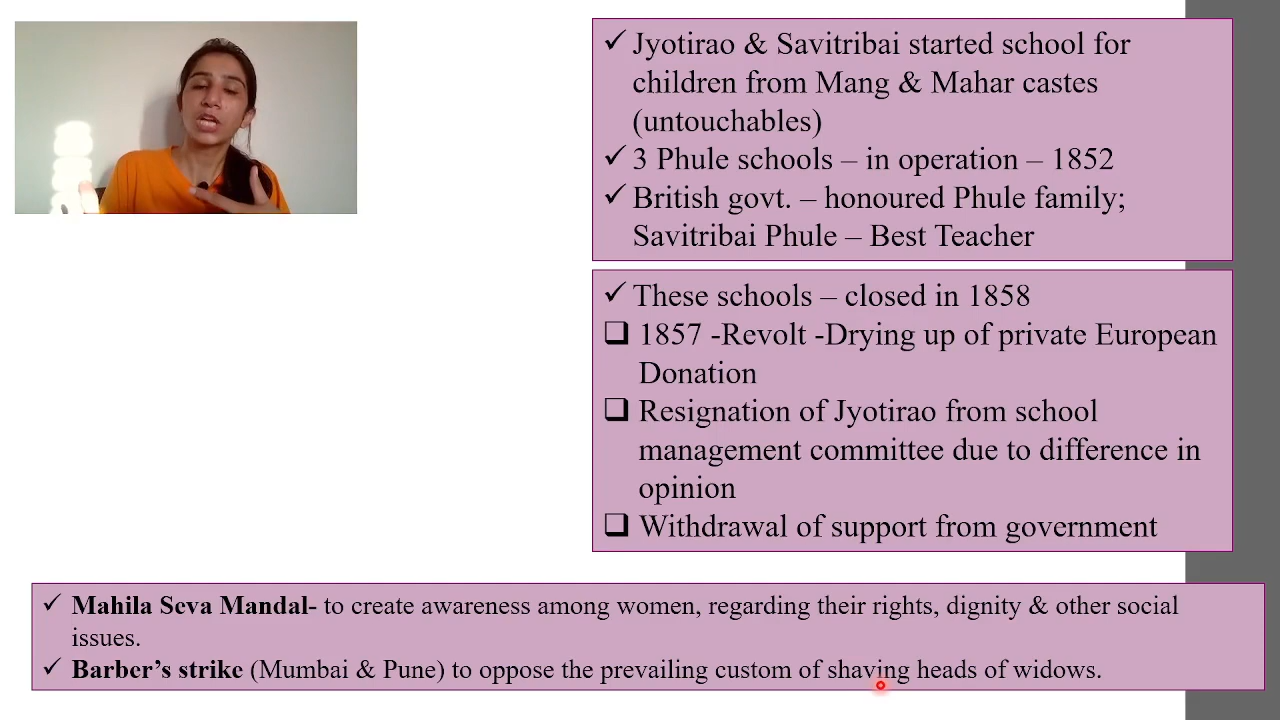 ✓ Jyotirao & Savitribai started school for
children from Mang & Mahar castes
(untouchables)
✓ 3 Phule schools – in operation – 1852
✓ British govt. – honoured Phule family;
Savitribai Phule – Best Teacher
✓ These schools – closed in 1858
❑ 1857 -Revolt -Drying up of private European
Donation
❑ Resignation of Jyotirao from school
management committee due to difference in
opinion
❑ Withdrawal of support from government
✓ Mahila Seva Mandal- to create awareness among women, regarding their rights, dignity & other social
issues.
✓ Barber’s strike (Mumbai & Pune) to oppose the prevailing custom of shaving heads of widows.